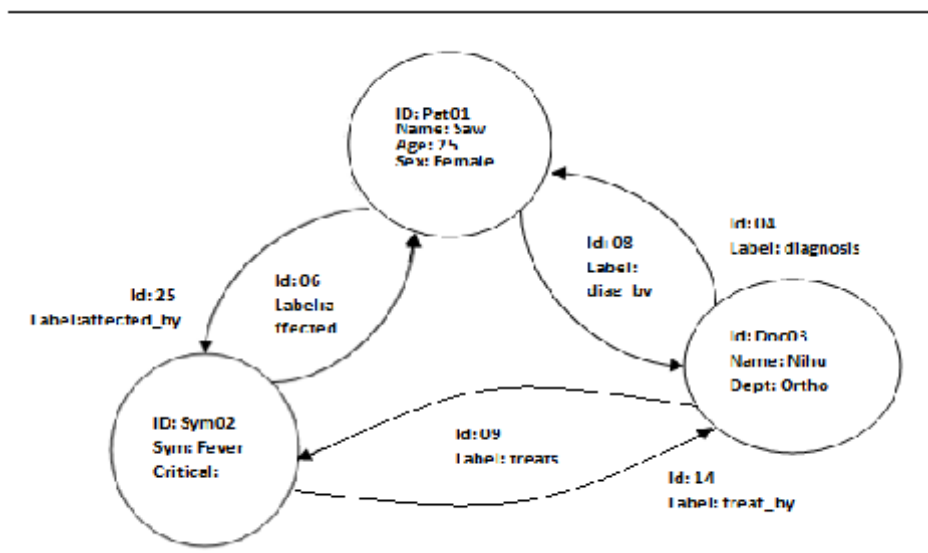 ID: Pat01
Name: Saw
Age: 25
Sex: Female
Id: 04
Label: diagnosis
Id: 08
Label:
diag_by
Id: 25
Label:affected_by
Id: 06
Label:a
ffected
Id: Doc03
Name: Nihu
Dept: Ortho
ID: Sym02
Sym: Fever
Critical:
Id: 09
Label: treats
Id: 14
Label: treat_by